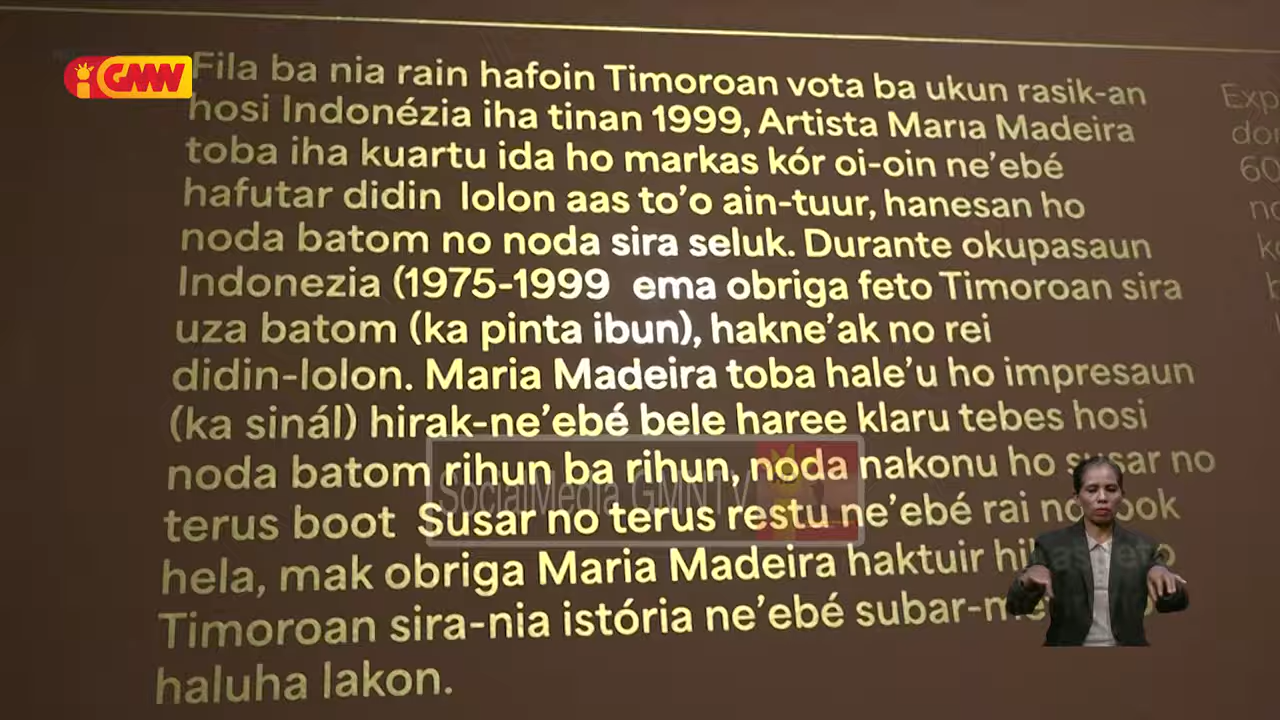 GMN
Fila ba nia rain hafoin Timoroan vota ba ukun rasik-an
hosi Indonézia iha tinan 1999, Artista Maria Madeira
toba iha kuartu ida ho markas kór oi-oin ne’ebé
hafutar didin lolon aas to’o ain-tuur, hanesan ho
noda batom no noda sira seluk. Durante okupasaun
Indonezia (1975-1999 ema obriga feto Timoroan sira
uza batom (ka pinta ibun), hakne’ak no rei
didin-lolon. Maria Madeira toba hale’u ho impresaun
(ka sinál) hirak-ne’ebé bele haree klaru tebes hosi
noda batom rihun ba rihun, noda nakonu ho susar no
terus boot Susar no terus restu ne’ebé rai
hela, mak obriga Maria Madeira haktuir
Timoroan sira-nia istória ne’ebé
haluha lakon.
SocialMedia GMNTV
Exp
60